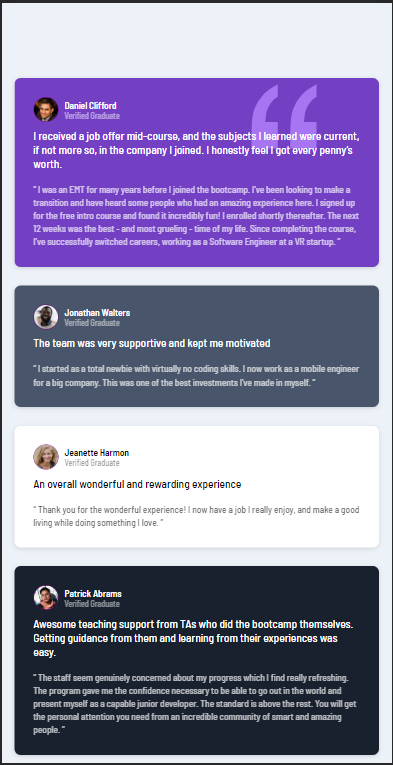 Daniel Clifford
Verified Graduate
I received a job offer mid-course, and the subjects I learned were current,
if not more so, in the company I joined. I honestly feel I got every penny's
worth.
" I was an EMT for many years before I joined the bootcamp. I've been looking to make a
transition and have heard some people who had an amazing experience here. I signed up
for the free intro course and found it incredibly fun! I enrolled shortly thereafter. The next
12 weeks was the best - and most grueling - time of my life. Since completing the course,
I've successfully switched careers, working as a Software Engineer at a VR startup. "
Jonathan Walters
Verified Graduate
The team was very supportive and kept me motivated
" I started as a total newbie with virtually no coding skills. I now work as a mobile engineer
for a big company. This was one of the best investments I've made in myself. "
Jeanette Harmon
Verified Graduate
An overall wonderful and rewarding experience
" Thank you for the wonderful experience! I now have a job I really enjoy, and make a good
living while doing something I love. "
Patrick Abrams
Verified Graduate
Awesome teaching support from TAs who did the bootcamp themselves.
Getting guidance from them and learning from their experiences was
easy.
" The staff seem genuinely concerned about my progress which I find really refreshing.
The program gave me the confidence necessary to be able to go out in the world and
present myself as a capable junior developer. The standard is above the rest. You will get
the personal attention you need from an incredible community of smart and amazing
people. "